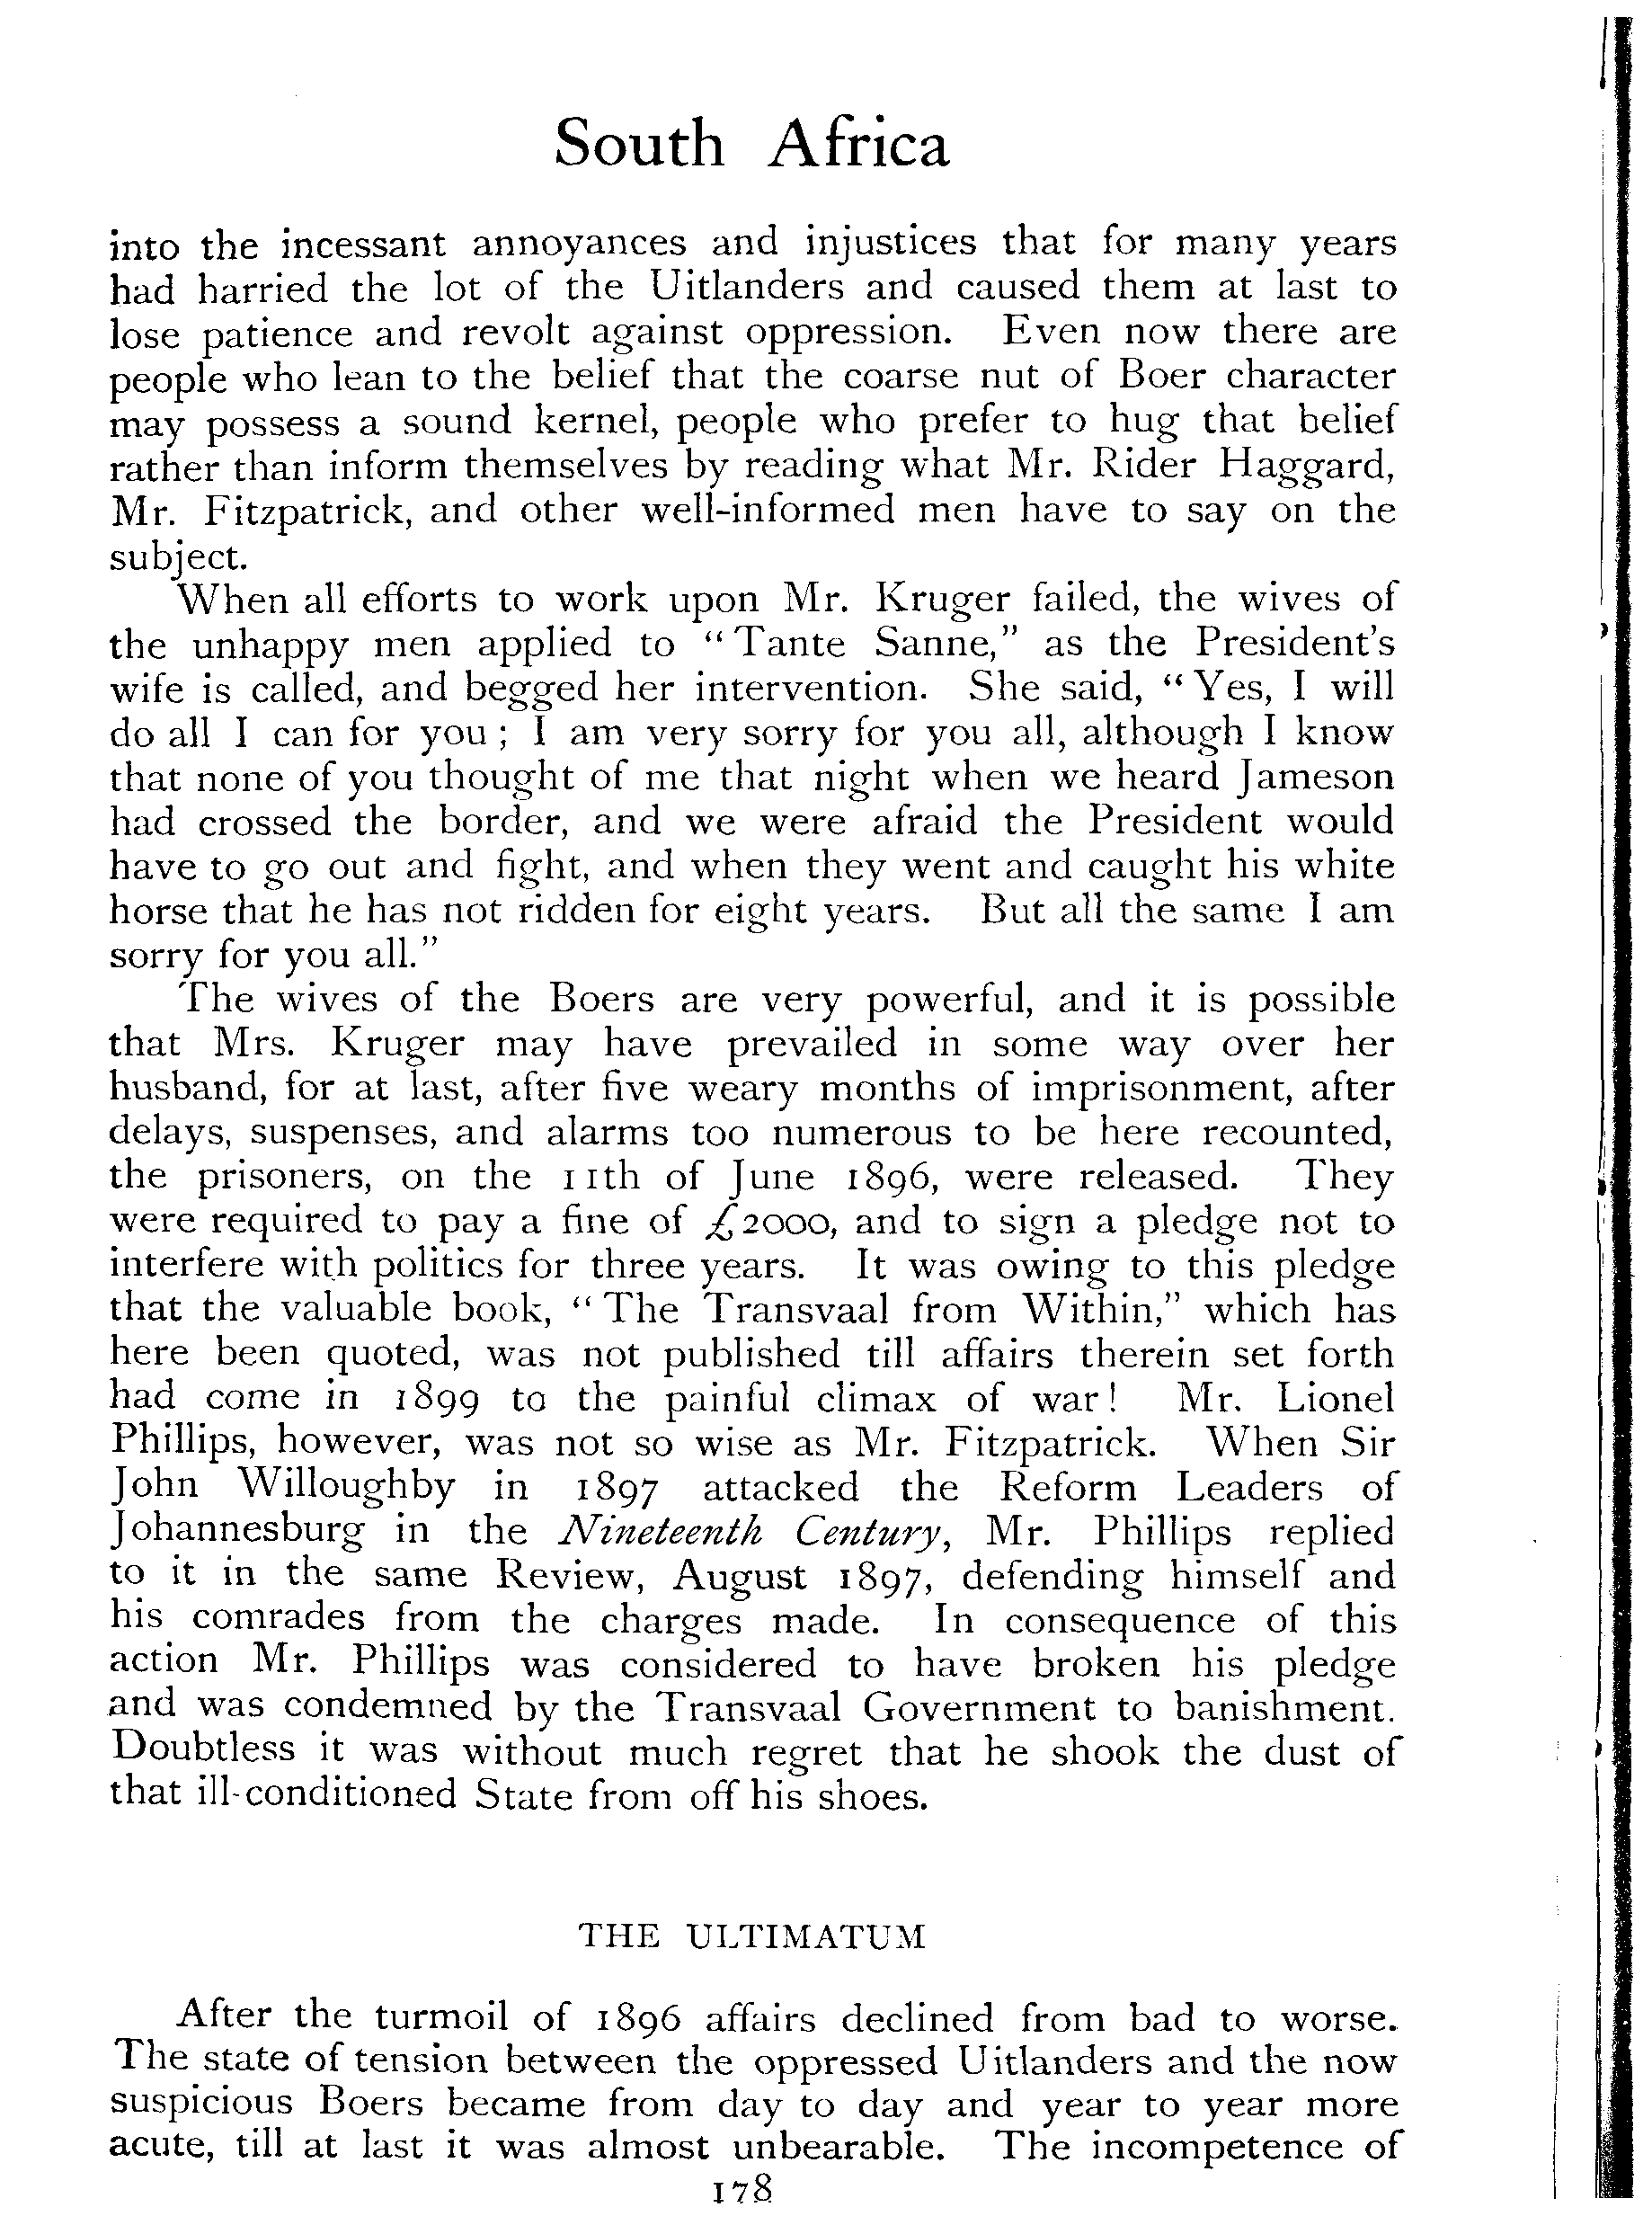 South Africa
into the incessant annoyances and injustices that for many years
had harried the lot of the Uitlanders and caused them at last to
lose patience and revolt against oppression. Even now there are
people who lean to the belief that the coarse nut of Boer character
may possess a sound kernel, people who prefer to hug that belief
rather than inform themselves by reading what Mr. Rider Haggard,
Mr. Fitzpatrick, and other well-informed men have to say on the
subject.
When all efforts to work upon Mr. Kruger failed, the wives of
the unhappy men applied to “Tante Sanne,” as the President's
wife is called, and begged her intervention. She said, “Yes, I will
do all I can for you; I am very sorry for you all, although I know
that none of you thought of me that night when we heard Jameson
had crossed the border, and we were afraid the President would
have to go out and fight, and when they went and caught his white
horse that he has not ridden for eight years. But all the same I am
sorry for you all.”
The wives of the Boers are very powerful, and it is possible
that Mrs. Kruger may have prevailed in some way over her
husband, for at last, after five weary months of imprisonment, after
delays, suspenses, and alarms too numerous to be here recounted,
the prisoners, on the 11th of June 1896, were released. They
were required to pay a fine of £2000, and to sign a pledge not to
interfere with politics for three years. It was owing to this pledge
that the valuable book, “The Transvaal from Within,” which has
here been quoted, was not published till affairs therein set forth
had come in 1899 to the painful climax of war! Mr. Lionel
Phillips, however, was not so wise as Mr. Fitzpatrick. When Sir
John Willoughby in 1897 attacked the Reform Leaders of
Johannesburg in the Nineteenth Century, Mr. Phillips replied
to it in the same Review, August 1897, defending himself and
his comrades from the charges made. In consequence of this
action Mr. Phillips was considered to have broken his pledge
and was condemned by the Transvaal Government to banishment.
Doubtless it was without much regret that he shook the dust of
that ill-conditioned State from off his shoes.
THE ULTIMATUM
After the turmoil of 1896 affairs declined from bad to worse.
The state of tension between the oppressed Uitlanders and the now
suspicious Boers became from day to day and year to year more
acute, till at last it was almost unbearable. The incompetence of
178